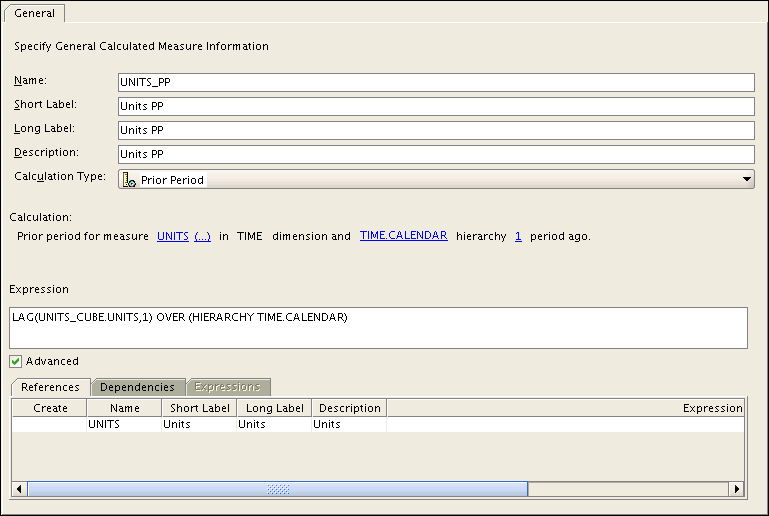 General
Specify General Calculated Measure Information
Name: UNITS_PP
Short Label: Units PP
Long Label: Units PP
Description: Units PP
Calculation Type: Prior Period
Calculation:
Prior period for measure UNITS (...) in TIME dimension and TIME.CALENDAR hierarchy 1 period ago.
Expression
LAG(UNITS_CUBE.UNITS,1) OVER (HIERARCHY TIME.CALENDAR)
Advanced
References Dependencies Expressions
Create Name Short Label Long Label Description Expression
UNITS Units Units Units